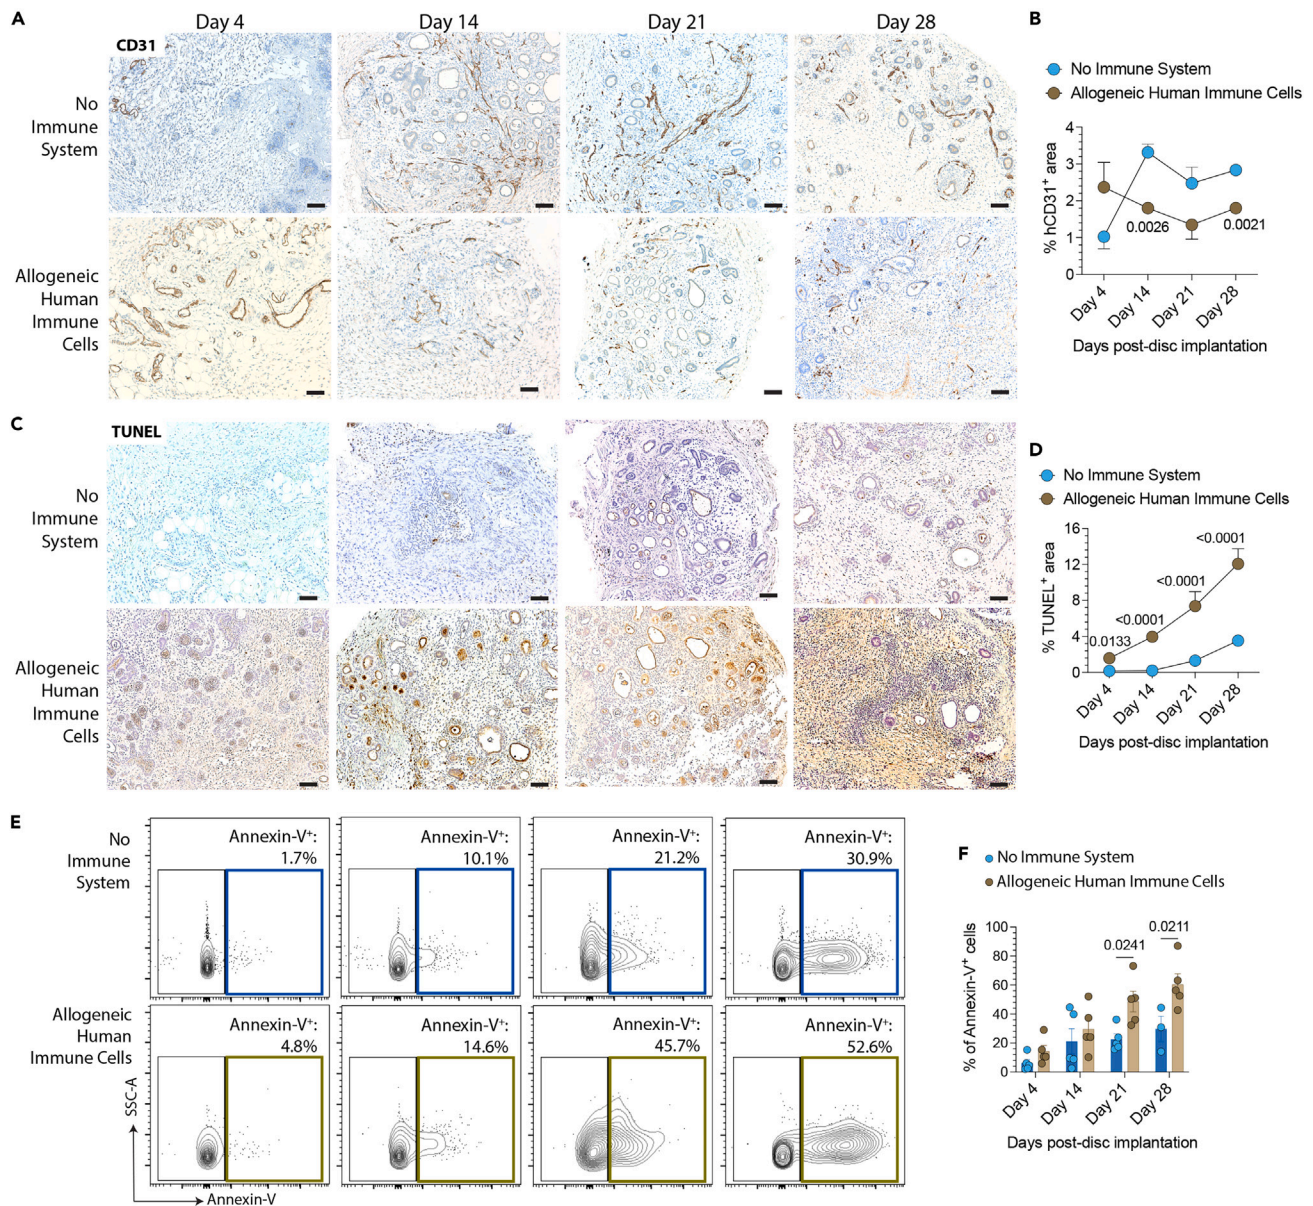 A
Day 4
Day 14
Day 21
Day 28
CD31
No
Immune
System
Allogeneic
Human
Immune
Cells
B
No Immune System
Allogeneic Human Immune Cells
% hCD31+ area
4
3
2
1
0
0.0026
0.0021
Day 4
Day 14
Day 21
Day 28
Days post-disc implantation
C
TUNEL
No
Immune
System
Allogeneic
Human
Immune
Cells
D
No Immune System
Allogeneic Human Immune Cells
% TUNEL+ area
16
12
8
4
0
0.0133
<0.0001
<0.0001
<0.0001
Day 4
Day 14
Day 21
Day 28
Days post-disc implantation
E
No
Immune
System
Annexin-V+:
1.7%
Annexin-V+:
10.1%
Annexin-V+:
21.2%
Annexin-V+:
30.9%
Allogeneic
Human
Immune Cells
Annexin-V+:
4.8%
Annexin-V+:
14.6%
Annexin-V+:
45.7%
Annexin-V+:
52.6%
SSC-A
Annexin-V
F
No Immune System
Allogeneic Human Immune Cells
% of Annexin-V+ cells
100
80
60
40
20
0
0.0241
0.0211
Day 4
Day 14
Day 21
Day 28
Days post-disc implantation